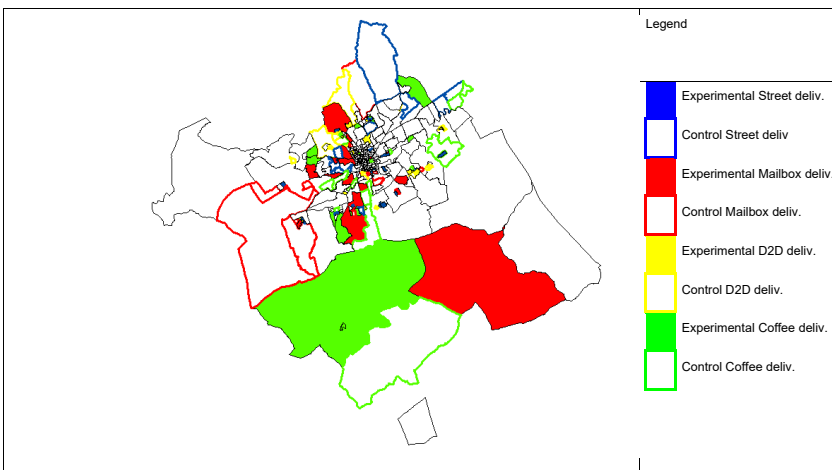 Legend
Experimental Street deliv.
Control Street deliv
Experimental Mailbox deliv.
Control Mailbox deliv.
Experimental D2D deliv.
Control D2D deliv.
Experimental Coffee deliv.
Control Coffee deliv.